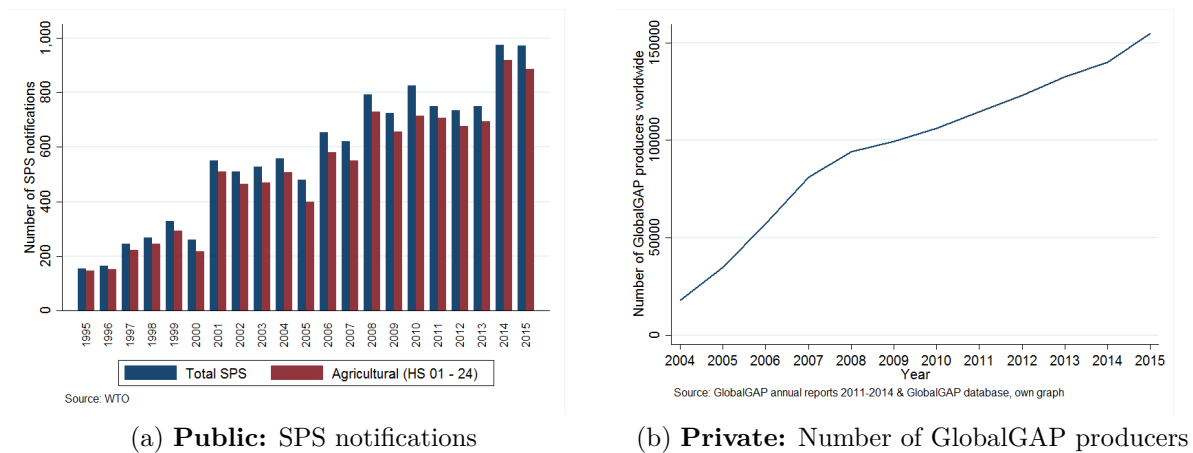 Number of SPS notifications
1,000
800
600
400
200
0
1995 1996 1997 1998 1999 2000 2001 2002 2003 2004 2005 2006 2007 2008 2009 2010 2011 2012 2013 2014 2015
Total SPS Agricultural (HS 01 - 24)
Source: WTO
(a) Public: SPS notifications
Number of GlobalGAP producers worldwide
150000
100000
50000
0
2004 2005 2006 2007 2008 2009 2010 2011 2012 2013 2014 2015
Year
Source: GlobalGAP annual reports 2011-2014 & GlobalGAP database, own graph
(b) Private: Number of GlobalGAP producers